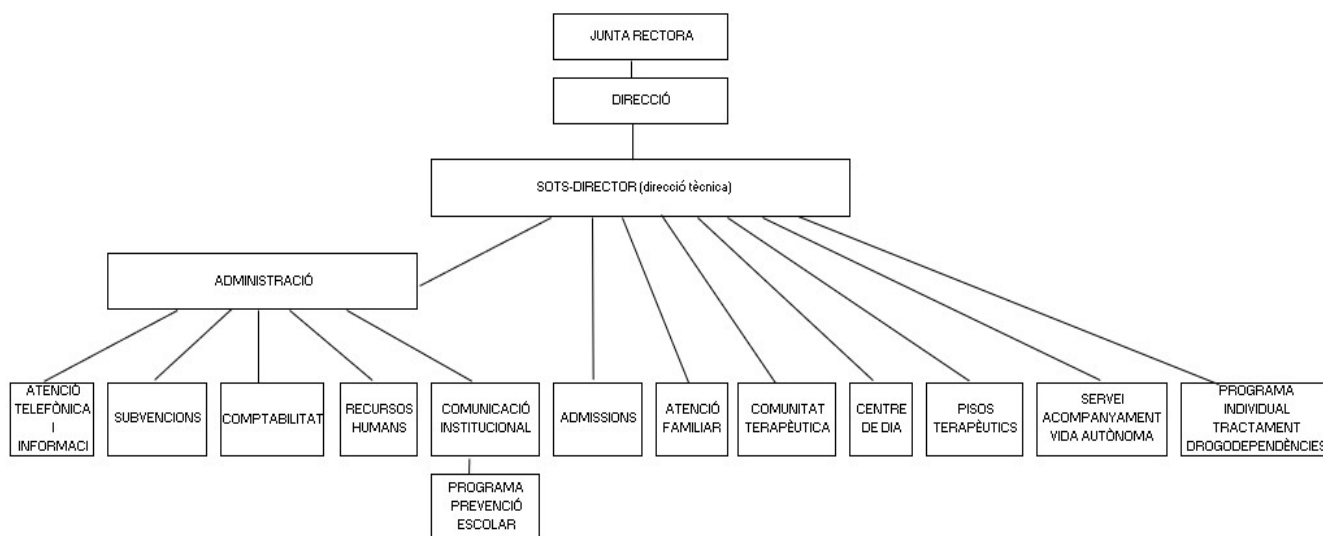 JUNTA RECTORA
DIRECCIÓ
SOTS-DIRECTOR (direcció tècnica)
ADMINISTRACIÓ
ATENCIÓ
TELEFÒNICA
I
INFORMACI
SUBVENCIONS
COMPTABILITAT
RECURSOS
HUMANS
COMUNICACIÓ
INSTITUCIONAL
ADMISSIONS
ATENCIÓ
FAMILIAR
COMUNITAT
TERAPÈUTICA
CENTRE
DE DIA
PISOS
TERAPÈUTICS
SERVEI
ACOMPANYAMENT
VIDA AUTÒNOMA
PROGRAMA
INDIVIDUAL
TRACTAMENT
DROGODEPENDÈNCIES
PROGRAMA
PREVENCIÓ
ESCOLAR